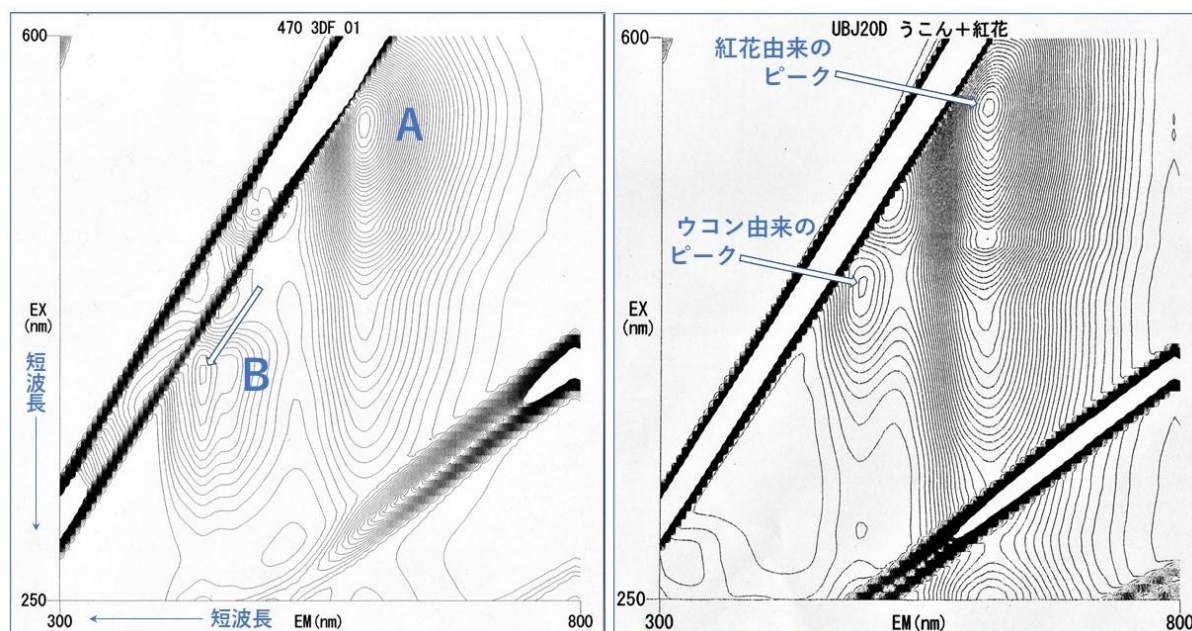 470 3DF 01
600
A
B
EX
(nm)
短波長
250
300
短波長
EM(nm)
800
UBJ20D うこん+紅花
600
紅花由来の
ピーク
ウコン由来の
ピーク
EX
(nm)
250
300
EM(nm)
800